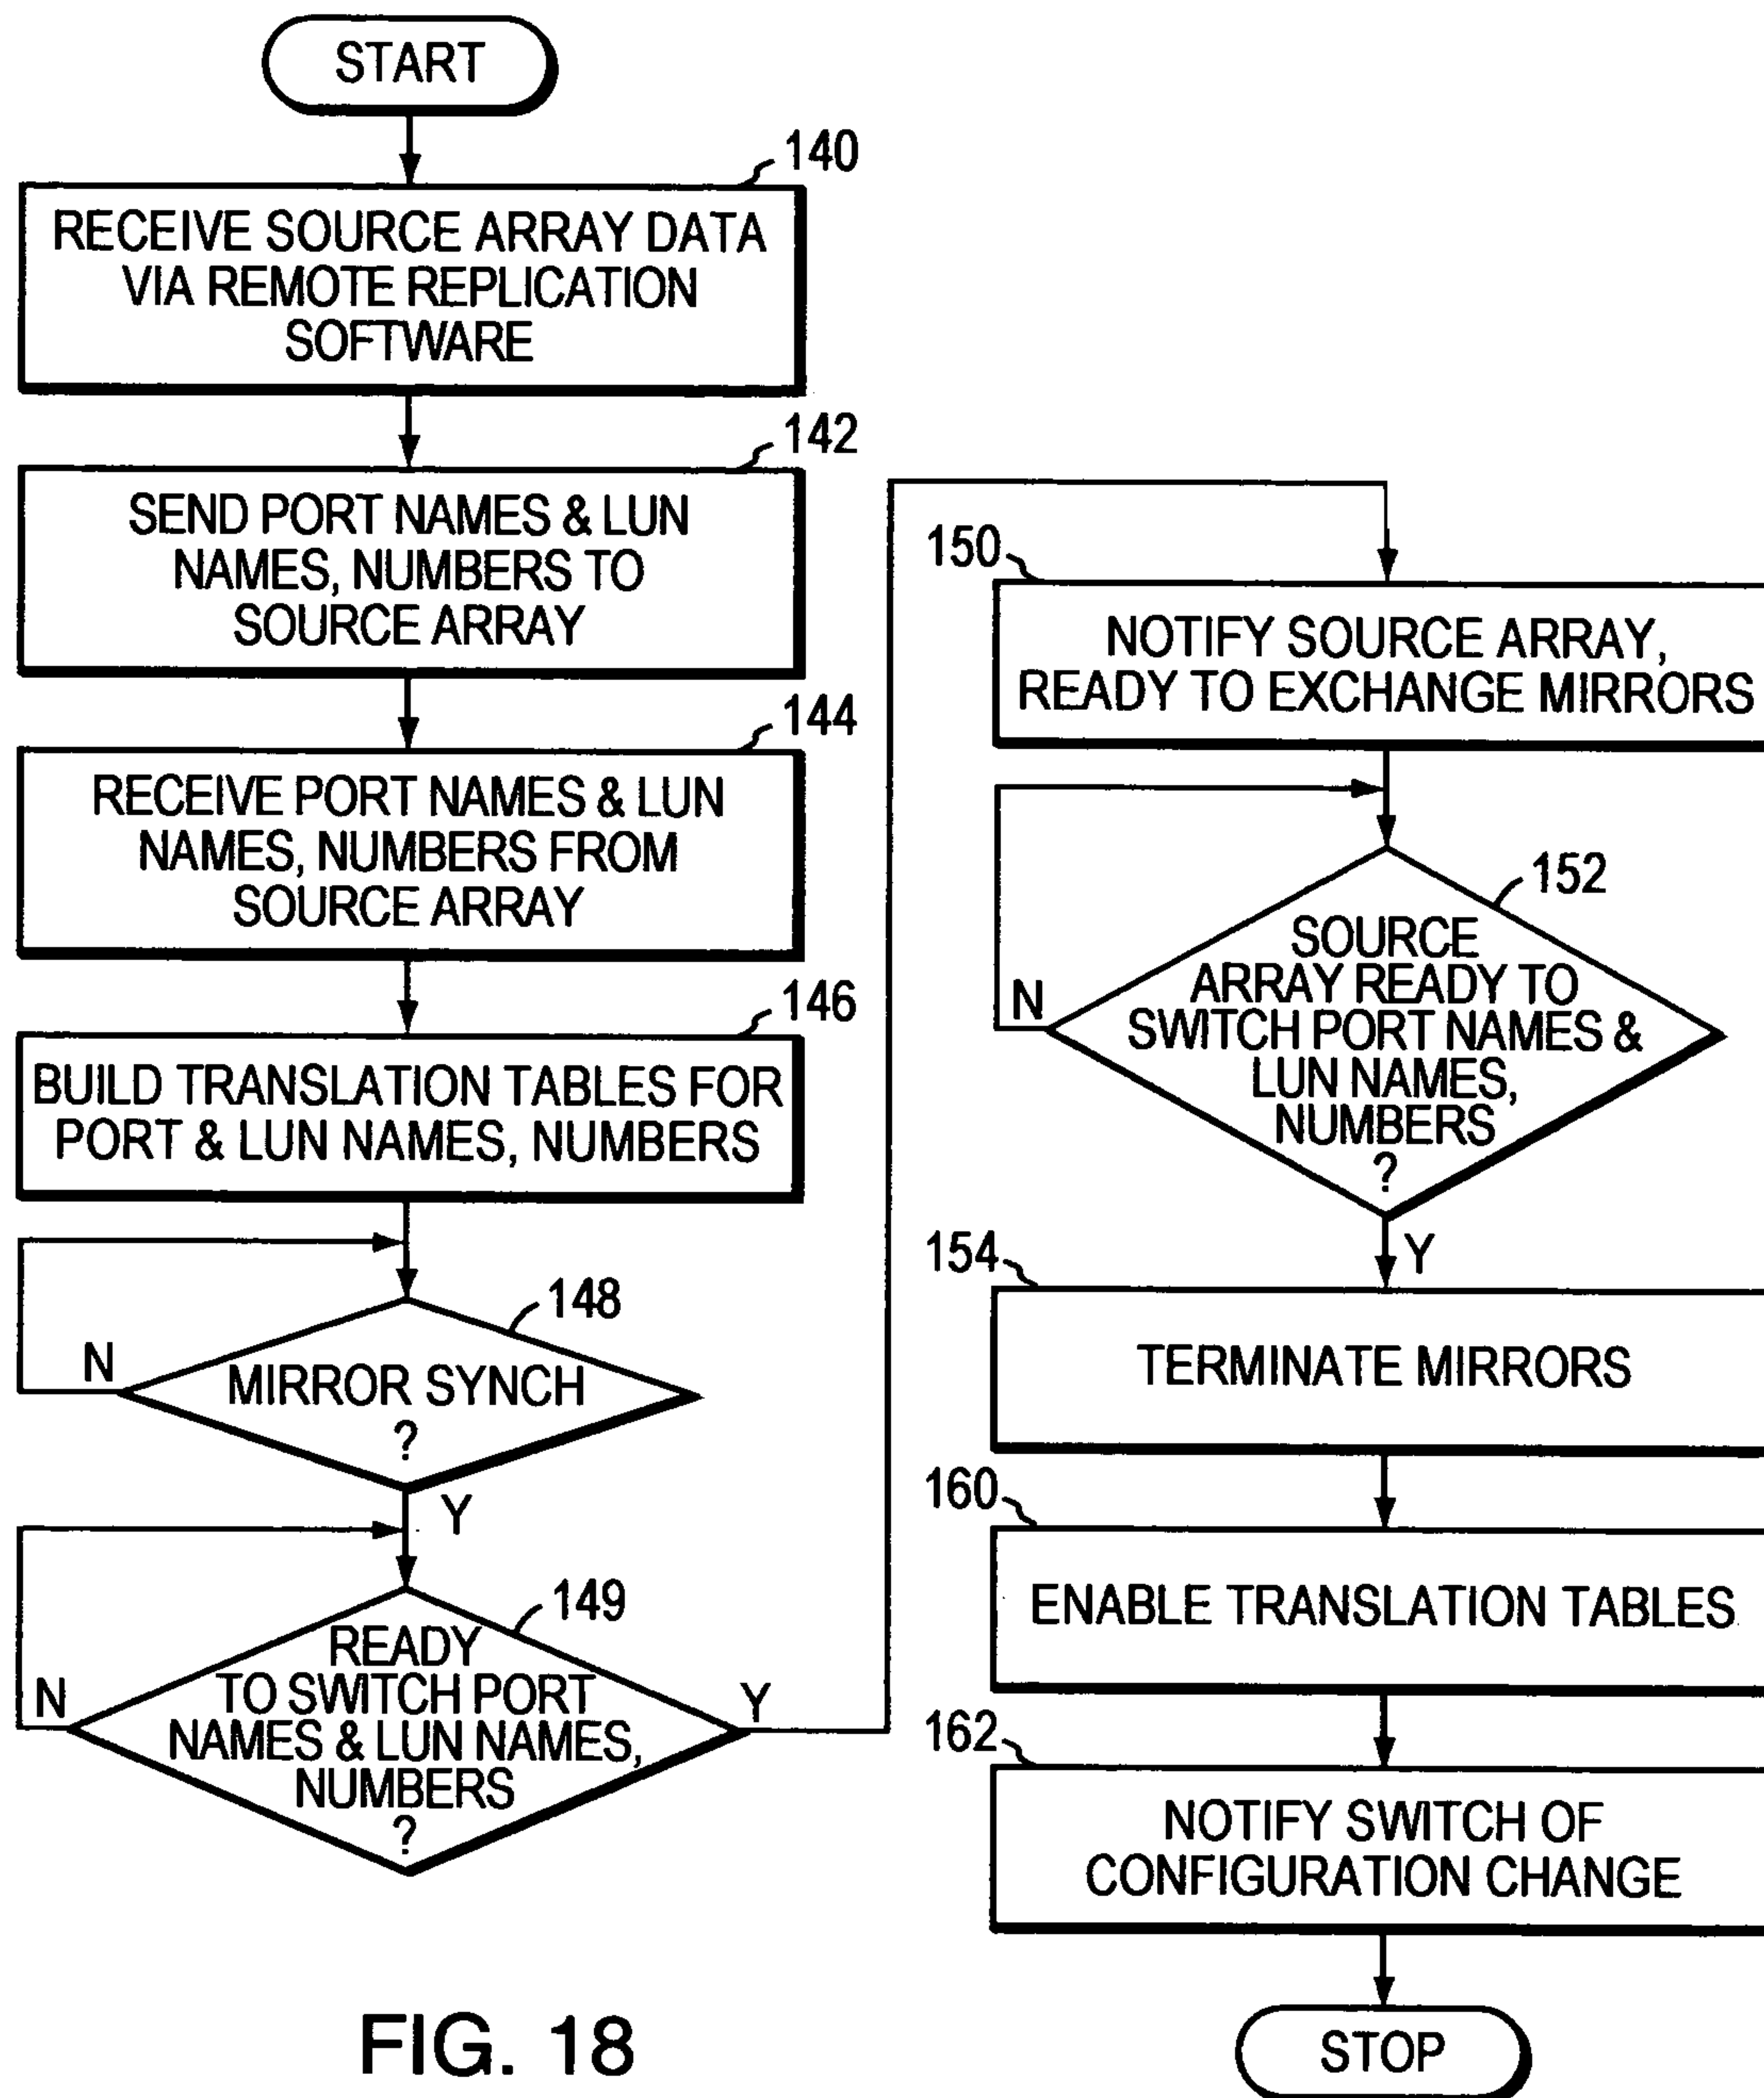 START
140
RECEIVE SOURCE ARRAY DATA
VIA REMOTE REPLICATION
SOFTWARE
142
SEND PORT NAMES & LUN
NAMES, NUMBERS TO
SOURCE ARRAY
144
RECEIVE PORT NAMES & LUN
NAMES, NUMBERS FROM
SOURCE ARRAY
146
BUILD TRANSLATION TABLES FOR
PORT & LUN NAMES, NUMBERS
148
N
MIRROR SYNCH
?
Y
149
READY
TO SWITCH PORT
NAMES & LUN NAMES,
NUMBERS
?
N
Y
150
NOTIFY SOURCE ARRAY,
READY TO EXCHANGE MIRRORS
152
SOURCE
ARRAY READY TO
SWITCH PORT NAMES &
LUN NAMES,
NUMBERS
?
N
Y
154
TERMINATE MIRRORS
160
ENABLE TRANSLATION TABLES
162
NOTIFY SWITCH OF
CONFIGURATION CHANGE
STOP
FIG. 18